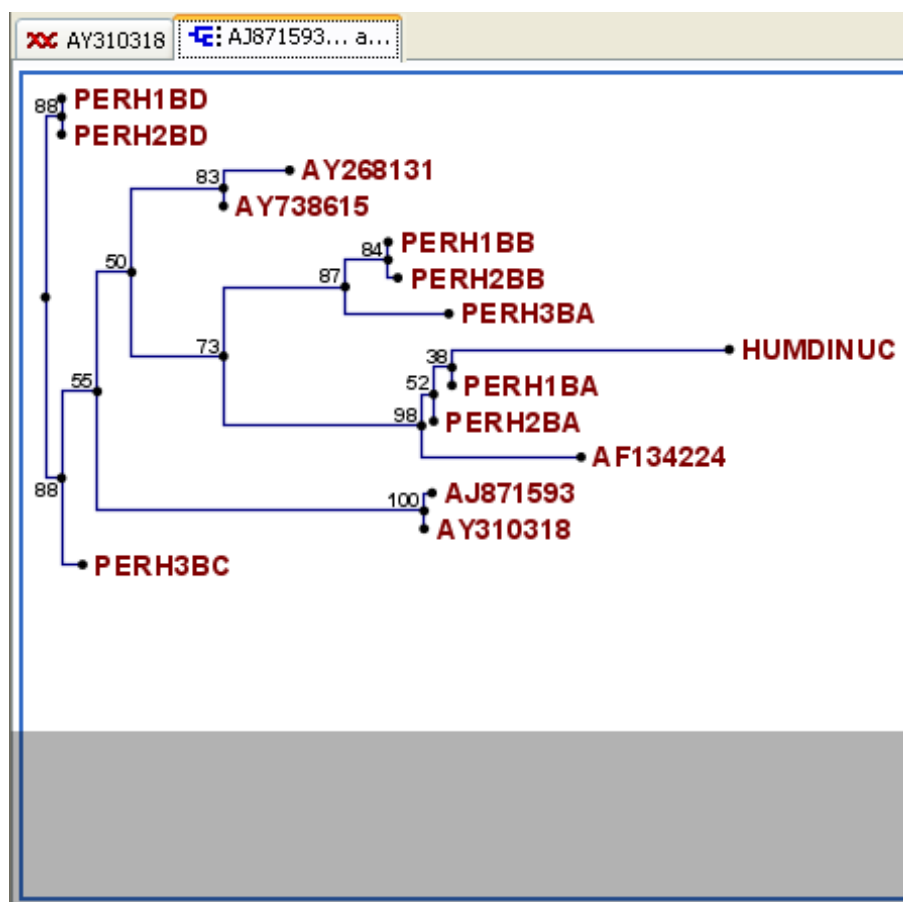 AY310318 AJ871593... a...
88 PERH1BD
PERH2BD
83 AY268131
AY738615
84 PERH1BB
50 87 PERH2BB
PERH3BA
73 38 HUMDINUC
55 52 PERH1BA
98 PERH2BA
AF134224
100 AJ871593
88 AY310318
PERH3BC